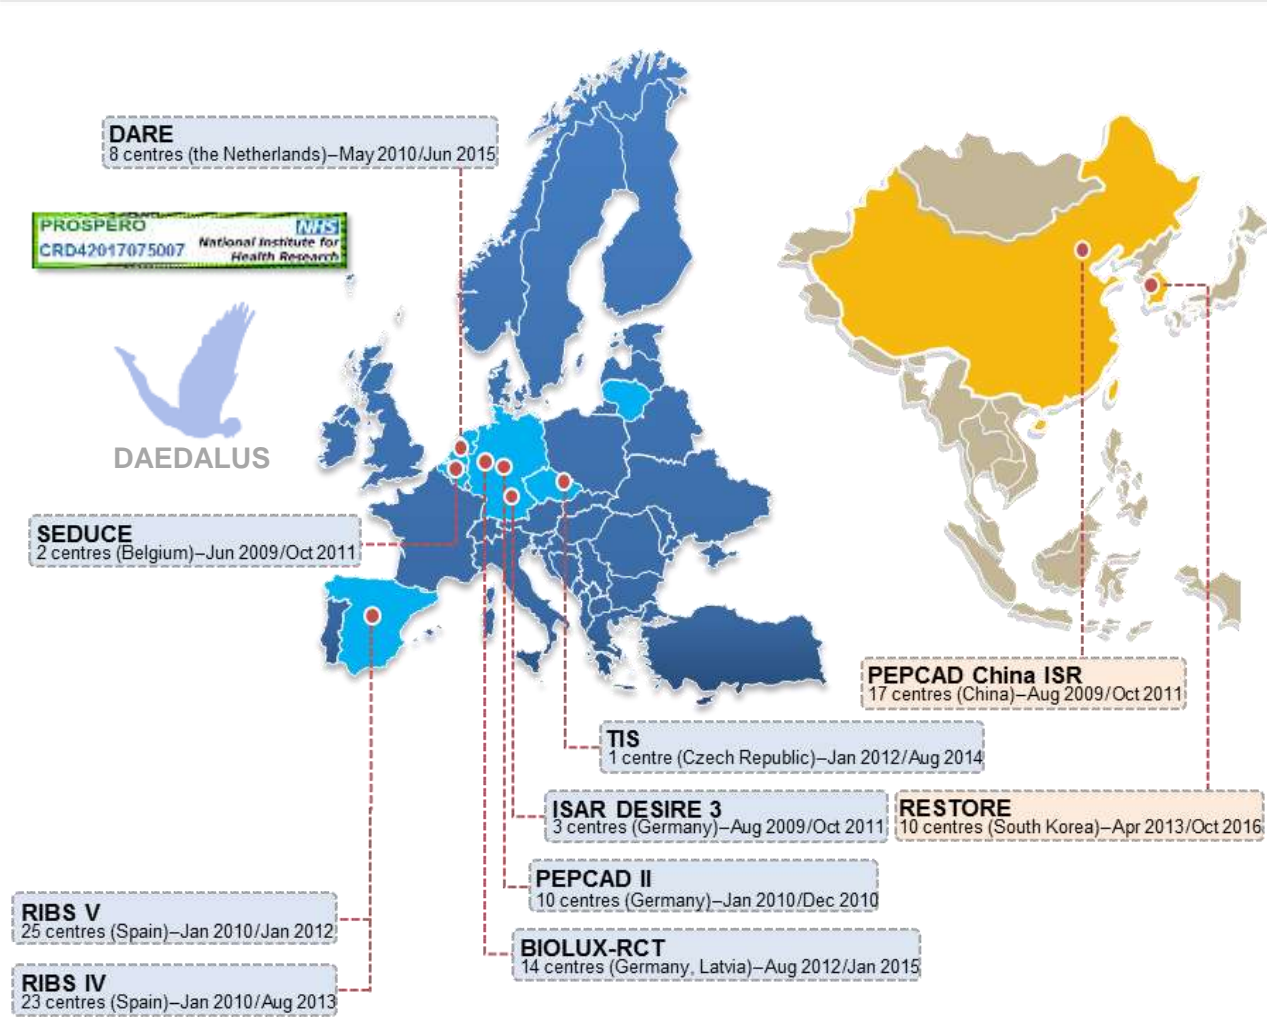 DARE
8 centres (the Netherlands)–May 2010/Jun 2015
PROSPERO
CRD42017075007
NHS
National Institute for
Health Research
DAEDALUS
SEDUCE
2 centres (Belgium)–Jun 2009/Oct 2011
PEPCAD China ISR
17 centres (China)–Aug 2009/Oct 2011
TIS
1 centre (Czech Republic)–Jan 2012/Aug 2014
ISAR DESIRE 3
3 centres (Germany)–Aug 2009/Oct 2011
RESTORE
10 centres (South Korea)–Apr 2013/Oct 2016
PEPCAD II
10 centres (Germany)–Jan 2010/Dec 2010
RIBS V
25 centres (Spain)–Jan 2010/Jan 2012
BIOLUX-RCT
14 centres (Germany, Latvia)–Aug 2012/Jan 2015
RIBS IV
23 centres (Spain)–Jan 2010/Aug 2013